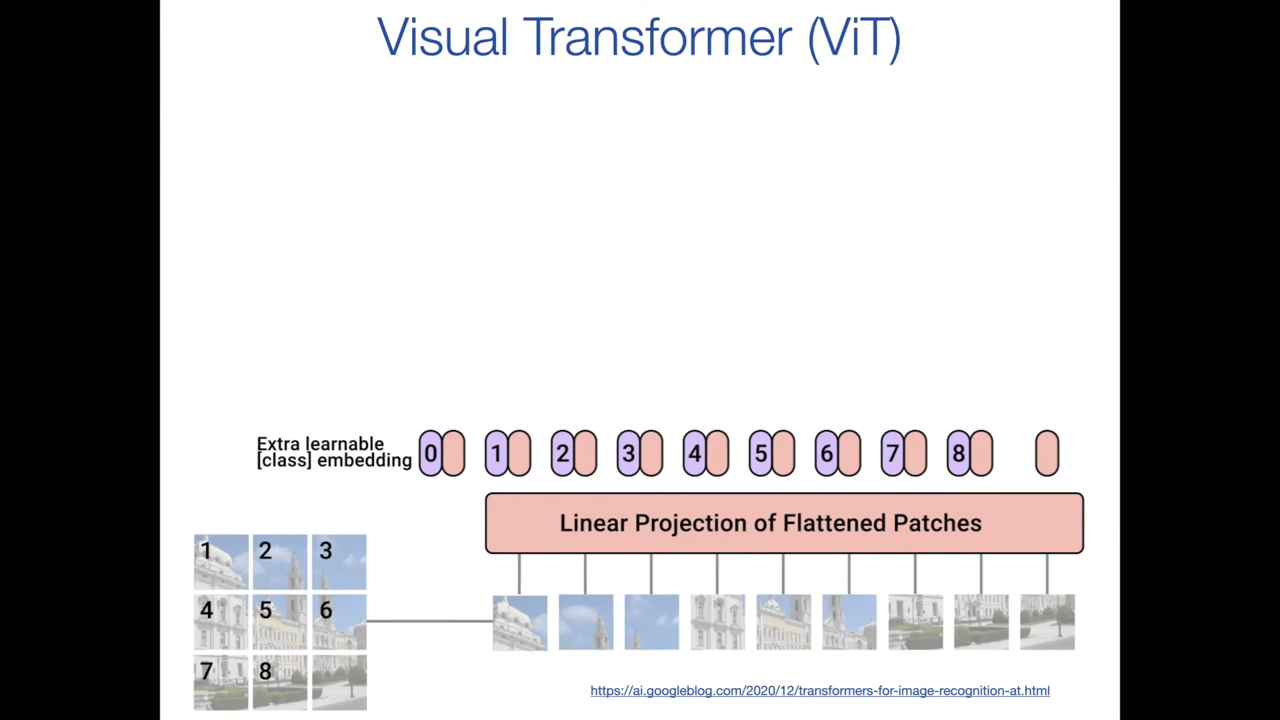 Visual Transformer (ViT)
Extra learnable
[class] embedding
0 1 2 3 4 5 6 7 8
Linear Projection of Flattened Patches
1 2 3
4 5 6
7 8
https://ai.googleblog.com/2020/12/transformers-for-image-recognition-at.html